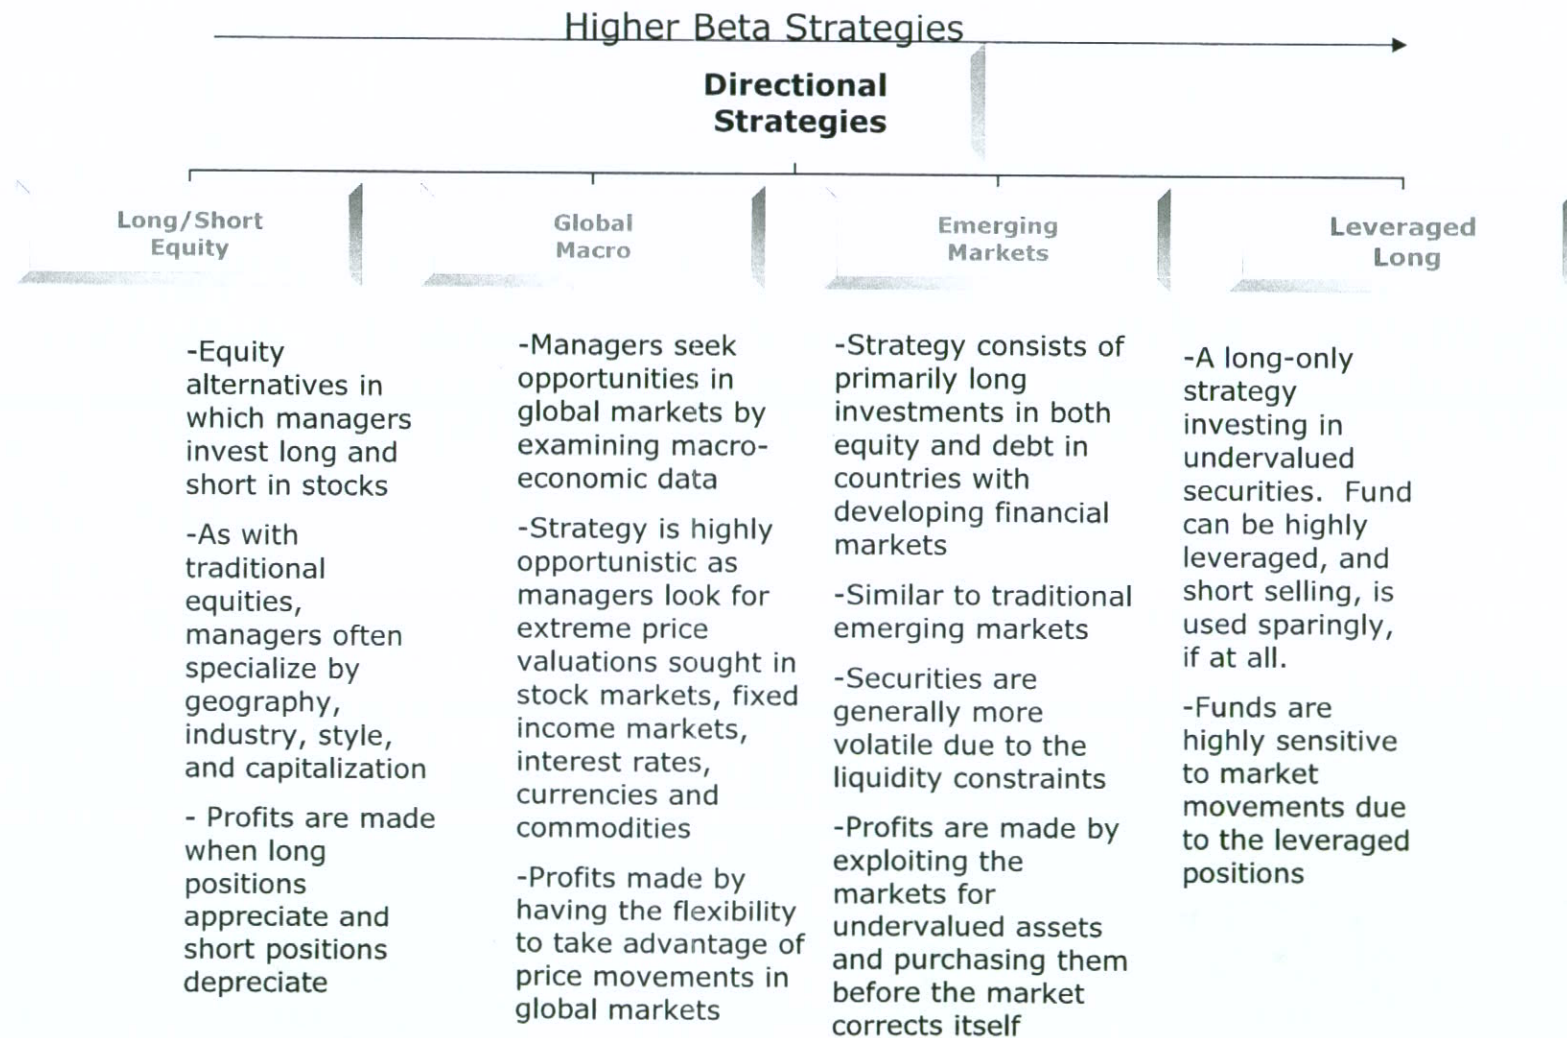 Higher Beta Strategies
Directional
Strategies
Long/Short
Equity
Global
Macro
Emerging
Markets
Leveraged
Long
-Equity
alternatives in
which managers
invest long and
short in stocks
-As with
traditional
equities,
managers often
specialize by
geography,
industry, style,
and capitalization
- Profits are made
when long
positions
appreciate and
short positions
depreciate
-Managers seek
opportunities in
global markets by
examining macro-
economic data
-Strategy is highly
opportunistic as
managers look for
extreme price
valuations sought in
stock markets, fixed
income markets,
interest rates,
currencies and
commodities
-Profits made by
having the flexibility
to take advantage of
price movements in
global markets
-Strategy consists of
primarily long
investments in both
equity and debt in
countries with
developing financial
markets
-Similar to traditional
emerging markets
-Securities are
generally more
volatile due to the
liquidity constraints
-Profits are made by
exploiting the
markets for
undervalued assets
and purchasing them
before the market
corrects itself
-A long-only
strategy
investing in
undervalued
securities.  Fund
can be highly
leveraged, and
short selling, is
used sparingly,
if at all.
-Funds are
highly sensitive
to market
movements due
to the leveraged
positions